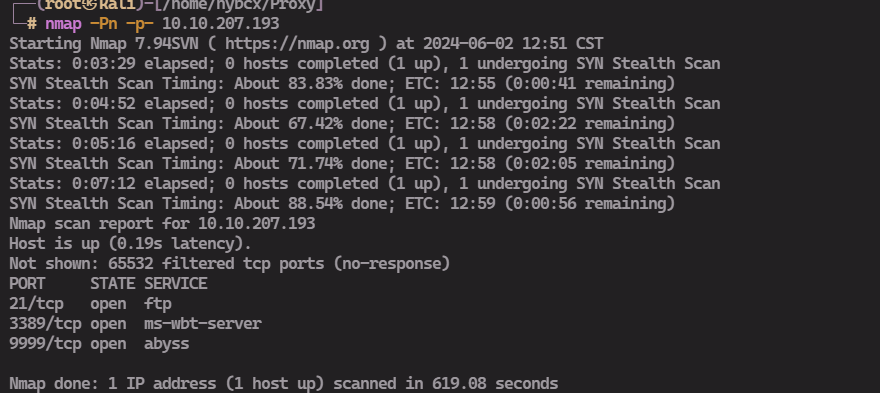 (root㉿kali)-[/home/hybcx/Proxy]
# nmap -Pn -p- 10.10.207.193
Starting Nmap 7.94SVN ( https://nmap.org ) at 2024-06-02 12:51 CST
Stats: 0:03:29 elapsed; 0 hosts completed (1 up), 1 undergoing SYN Stealth Scan
SYN Stealth Scan Timing: About 83.83% done; ETC: 12:55 (0:00:41 remaining)
Stats: 0:04:52 elapsed; 0 hosts completed (1 up), 1 undergoing SYN Stealth Scan
SYN Stealth Scan Timing: About 67.42% done; ETC: 12:58 (0:02:22 remaining)
Stats: 0:05:16 elapsed; 0 hosts completed (1 up), 1 undergoing SYN Stealth Scan
SYN Stealth Scan Timing: About 71.74% done; ETC: 12:58 (0:02:05 remaining)
Stats: 0:07:12 elapsed; 0 hosts completed (1 up), 1 undergoing SYN Stealth Scan
SYN Stealth Scan Timing: About 88.54% done; ETC: 12:59 (0:00:56 remaining)
Nmap scan report for 10.10.207.193
Host is up (0.19s latency).
Not shown: 65532 filtered tcp ports (no-response)
PORT     STATE SERVICE
21/tcp   open  ftp
3389/tcp open  ms-wbt-server
9999/tcp open  abyss
Nmap done: 1 IP address (1 host up) scanned in 619.08 seconds